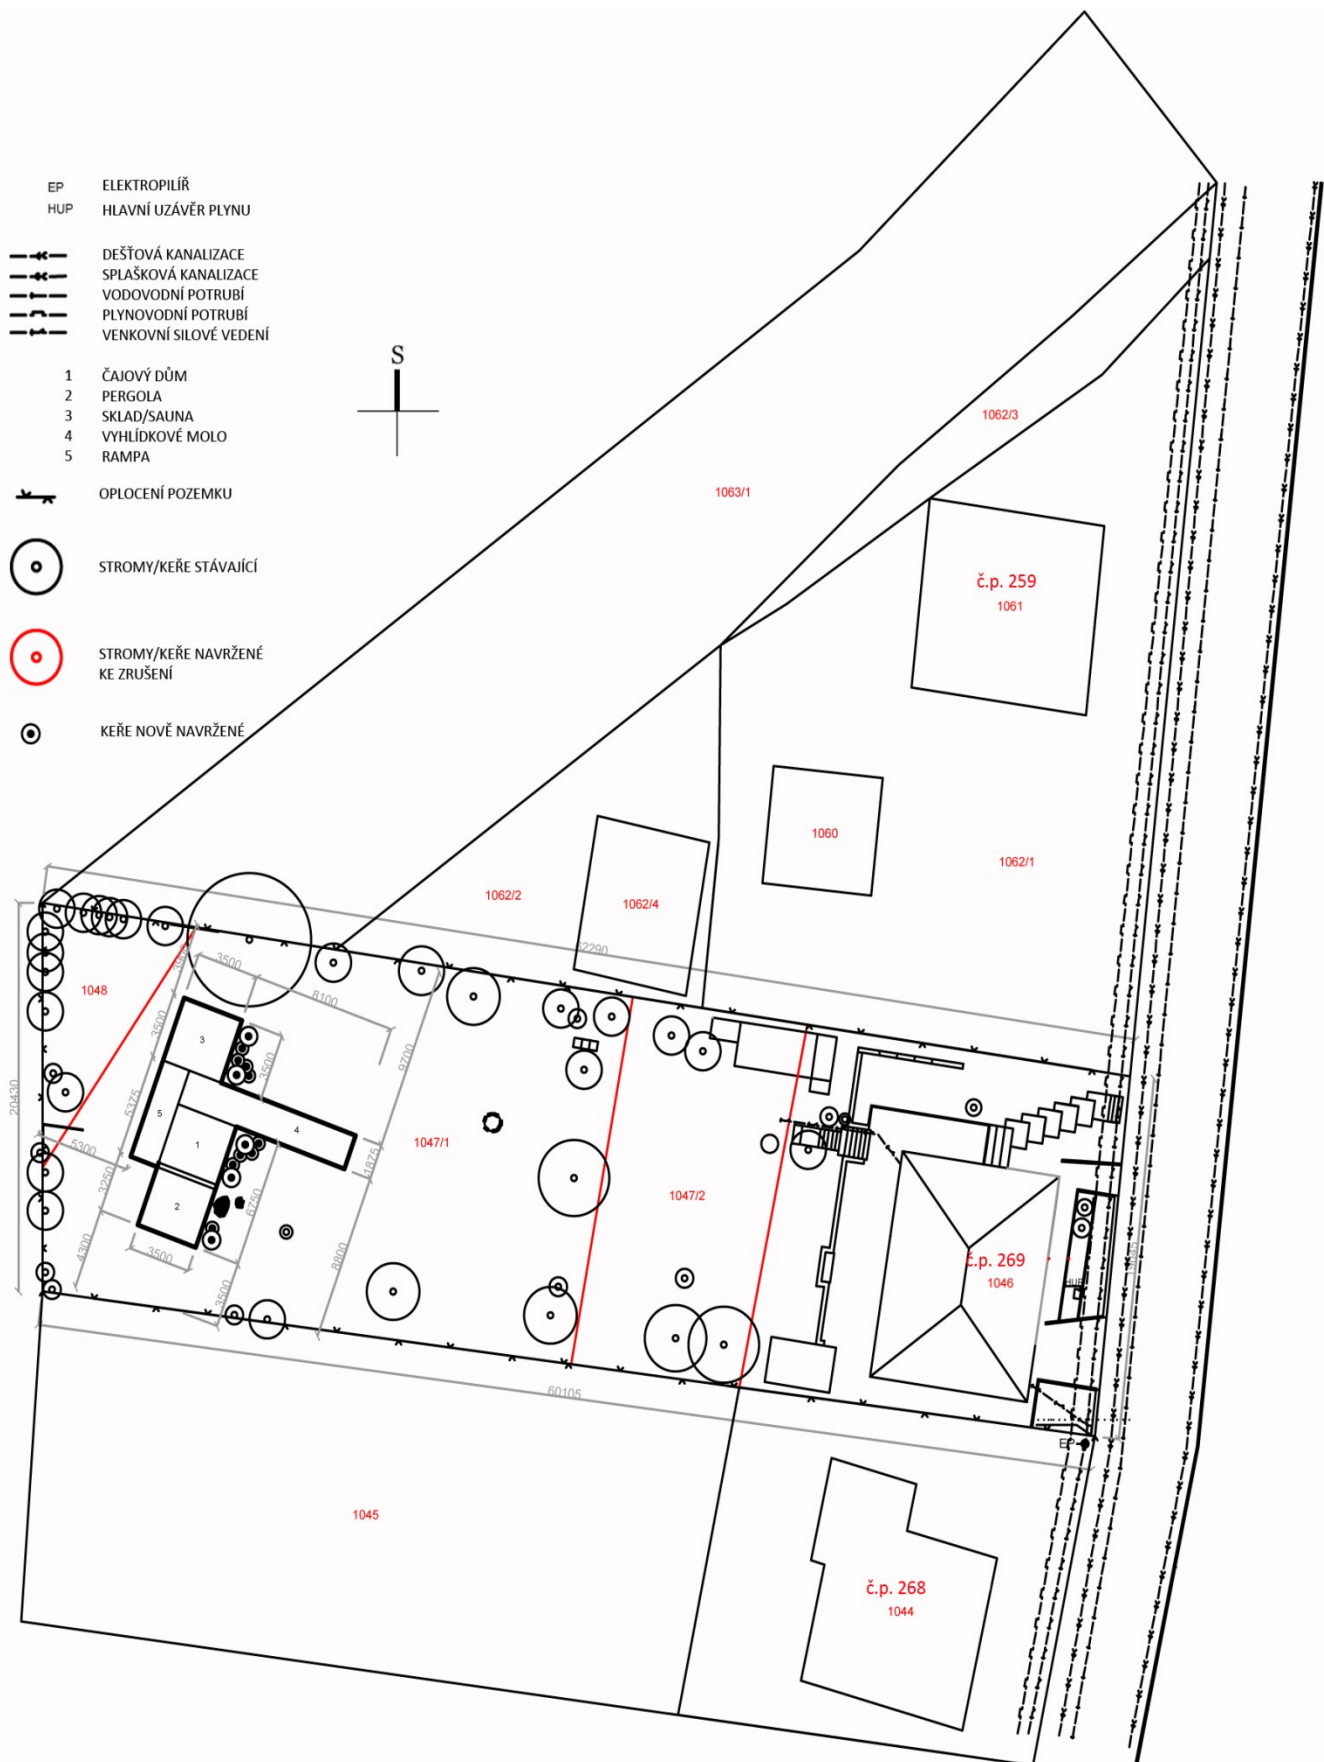 EP ELEKTROPILÍŘ
HUP HLAVNÍ UZÁVĚR PLYNU
DEŠŤOVÁ KANALIZACE
SPLAŠKOVÁ KANALIZACE
VODOVODNÍ POTRUBÍ
PLYNOVODNÍ POTRUBÍ
VENKOVNÍ SILOVÉ VEDENÍ
1 ČAJOVÝ DŮM
2 PERGOLA
3 SKLAD/SAUNA
4 VYHLÍDKOVÉ MOLO
5 RAMPA
OPLOCENÍ POZEMKU
STROMY/KEŘE STÁVAJÍCÍ
STROMY/KEŘE NAVRŽENÉ
KE ZRUŠENÍ
KEŘE NOVĚ NAVRŽENÉ
S
1062/3
1063/1
č.p. 259
1061
1060
1062/1
1062/2
1062/4
62290
1048
3900
3500
8100
3500
3
3500
9700
20430
5375
5
4
1
1047/1
5300
1875
3250
2
6750
1047/2
4300
3500
8800
3500
č.p. 269
1046
HUP
60105
EP
1045
č.p. 268
1044